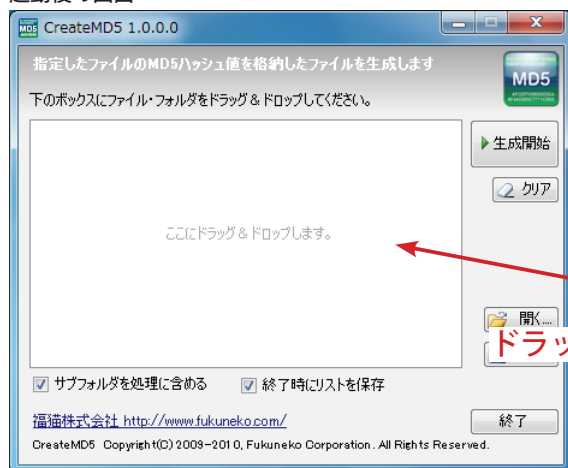 起動後の画面
CreateMD5 1.0.0.0
指定したファイルのMD5ハッシュ値を格納したファイルを生成します
MD5
下のボックスにファイル・フォルダをドラッグ＆ドロップしてください。
生成開始
クリア
ここにドラッグ＆ドロップします。
開く...
ドラッ
サブフォルダを処理に含める
終了時にリストを保存
福猫株式会社 http://www.fukuneko.com/
終了
CreateMD5 Copyright(C) 2009-2010, Fukuneko Corporation. All Rights Reserved.